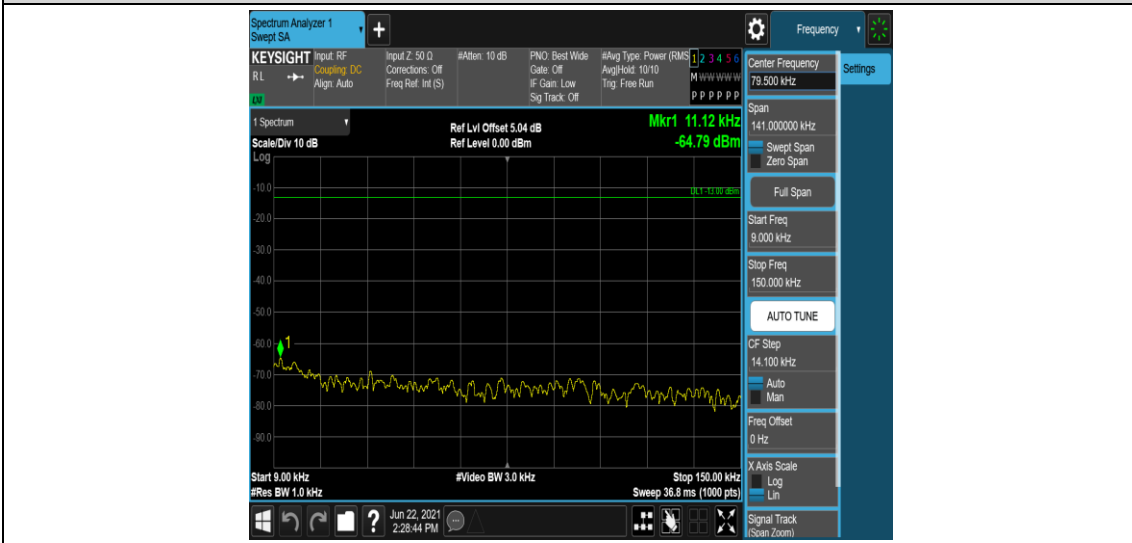 Spectrum Analyzer 1
Swept SA
+
Frequency
KEYSIGHT
R L
LXI
Input: RF
Coupling: DC
Align: Auto
Input Z: 50 Ω
Corrections: Off
Freq Ref: Int (S)
#Atten: 10 dB
PNO: Best Wide
Gate: Off
IF Gain: Low
Sig Track: Off
#Avg Type: Power (RMS
Avg|Hold: 10/10
Trig: Free Run
1 2 3 4 5 6
M W W W W W
P P P P P P
1 Spectrum
Scale/Div 10 dB
Log
Ref Lvl Offset 5.04 dB
Ref Level 0.00 dBm
Mkr1 11.12 kHz
-64.79 dBm
DL1 -13.00 dBm
-10.0
-20.0
-30.0
-40.0
-50.0
-60.0
-70.0
-80.0
-90.0
1
Start 9.00 kHz
#Res BW 1.0 kHz
#Video BW 3.0 kHz
Stop 150.00 kHz
Sweep 36.8 ms (1000 pts)
?
Jun 22, 2021
2:28:44 PM
Center Frequency
79.500 kHz
Settings
Span
141.000000 kHz
Swept Span
Zero Span
Full Span
Start Freq
9.000 kHz
Stop Freq
150.000 kHz
AUTO TUNE
CF Step
14.100 kHz
Auto
Man
Freq Offset
0 Hz
X Axis Scale
Log
Lin
Signal Track
(Span Zoom)